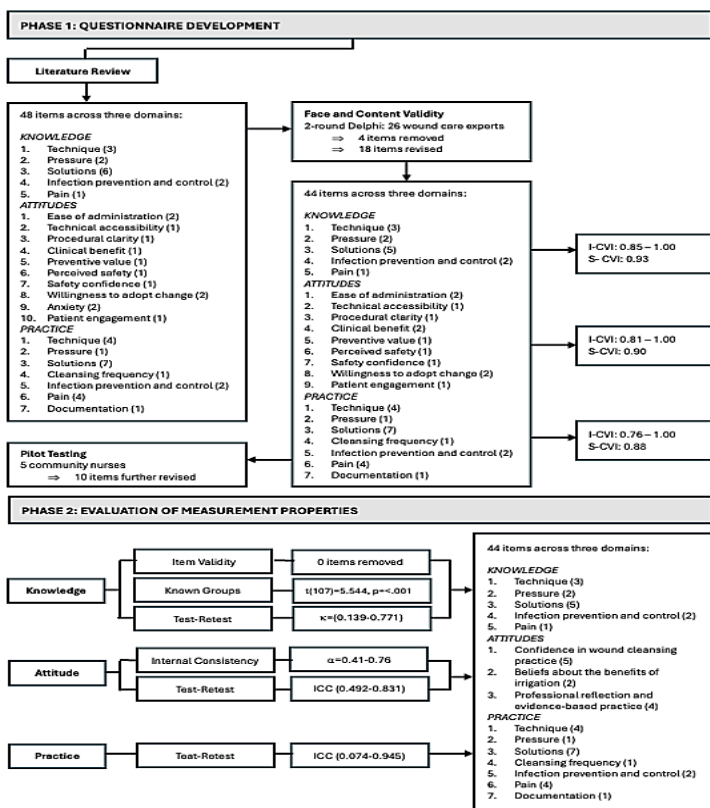 PHASE 1: QUESTIONNAIRE DEVELOPMENT
Literature Review
48 items across three domains:
KNOWLEDGE
1. Technique (3)
2. Pressure (2)
3. Solutions (6)
4. Infection prevention and control (2)
5. Pain (1)
ATTITUDES
1. Ease of administration (2)
2. Technical accessibility (1)
3. Procedural clarity (1)
4. Clinical benefit (1)
5. Preventive value (1)
6. Perceived safety (1)
7. Safety confidence (1)
8. Willingness to adopt change (2)
9. Anxiety (2)
10. Patient engagement (1)
PRACTICE
1. Technique (4)
2. Pressure (1)
3. Solutions (7)
4. Cleansing frequency (1)
5. Infection prevention and control (2)
6. Pain (4)
7. Documentation (1)
Face and Content Validity
2-round Delphi: 26 wound care experts
⇒ 4 items removed
⇒ 18 items revised
44 items across three domains:
KNOWLEDGE
1. Technique (3)
2. Pressure (2)
3. Solutions (5)
4. Infection prevention and control (2)
5. Pain (1)
ATTITUDES
1. Ease of administration (2)
2. Technical accessibility (1)
3. Procedural clarity (1)
4. Clinical benefit (2)
5. Preventive value (1)
6. Perceived safety (1)
7. Safety confidence (1)
8. Willingness to adopt change (2)
9. Patient engagement (1)
PRACTICE
1. Technique (4)
2. Pressure (1)
3. Solutions (7)
4. Cleansing frequency (1)
5. Infection prevention and control (2)
6. Pain (4)
7. Documentation (1)
I-CVI: 0.85 – 1.00
S- CVI: 0.93
I-CVI: 0.81 – 1.00
S-CVI: 0.90
I-CVI: 0.76 – 1.00
S-CVI: 0.88
Pilot Testing
5 community nurses
⇒ 10 items further revised
PHASE 2: EVALUATION OF MEASUREMENT PROPERTIES
Knowledge
Item Validity
0 items removed
Known Groups
t(107)=5.544, p=<.001
Test-Retest
κ=(0.139-0.771)
Attitude
Internal Consistency
α=0.41-0.76
Test-Retest
ICC (0.492-0.831)
Practice
Test-Retest
ICC (0.074-0.945)
44 items across three domains:
KNOWLEDGE
1. Technique (3)
2. Pressure (2)
3. Solutions (5)
4. Infection prevention and control (2)
5. Pain (1)
ATTITUDES
1. Confidence in wound cleansing
practice (5)
2. Beliefs about the benefits of
irrigation (2)
3. Professional reflection and
evidence-based practice (4)
PRACTICE
1. Technique (4)
2. Pressure (1)
3. Solutions (7)
4. Cleansing frequency (1)
5. Infection prevention and control (2)
6. Pain (4)
7. Documentation (1)